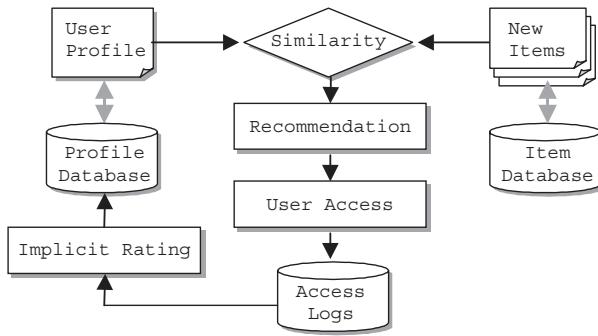 User
Profile
Similarity
New
Items
Recommendation
Profile
Database
Item
Database
User Access
Implicit Rating
Access
Logs